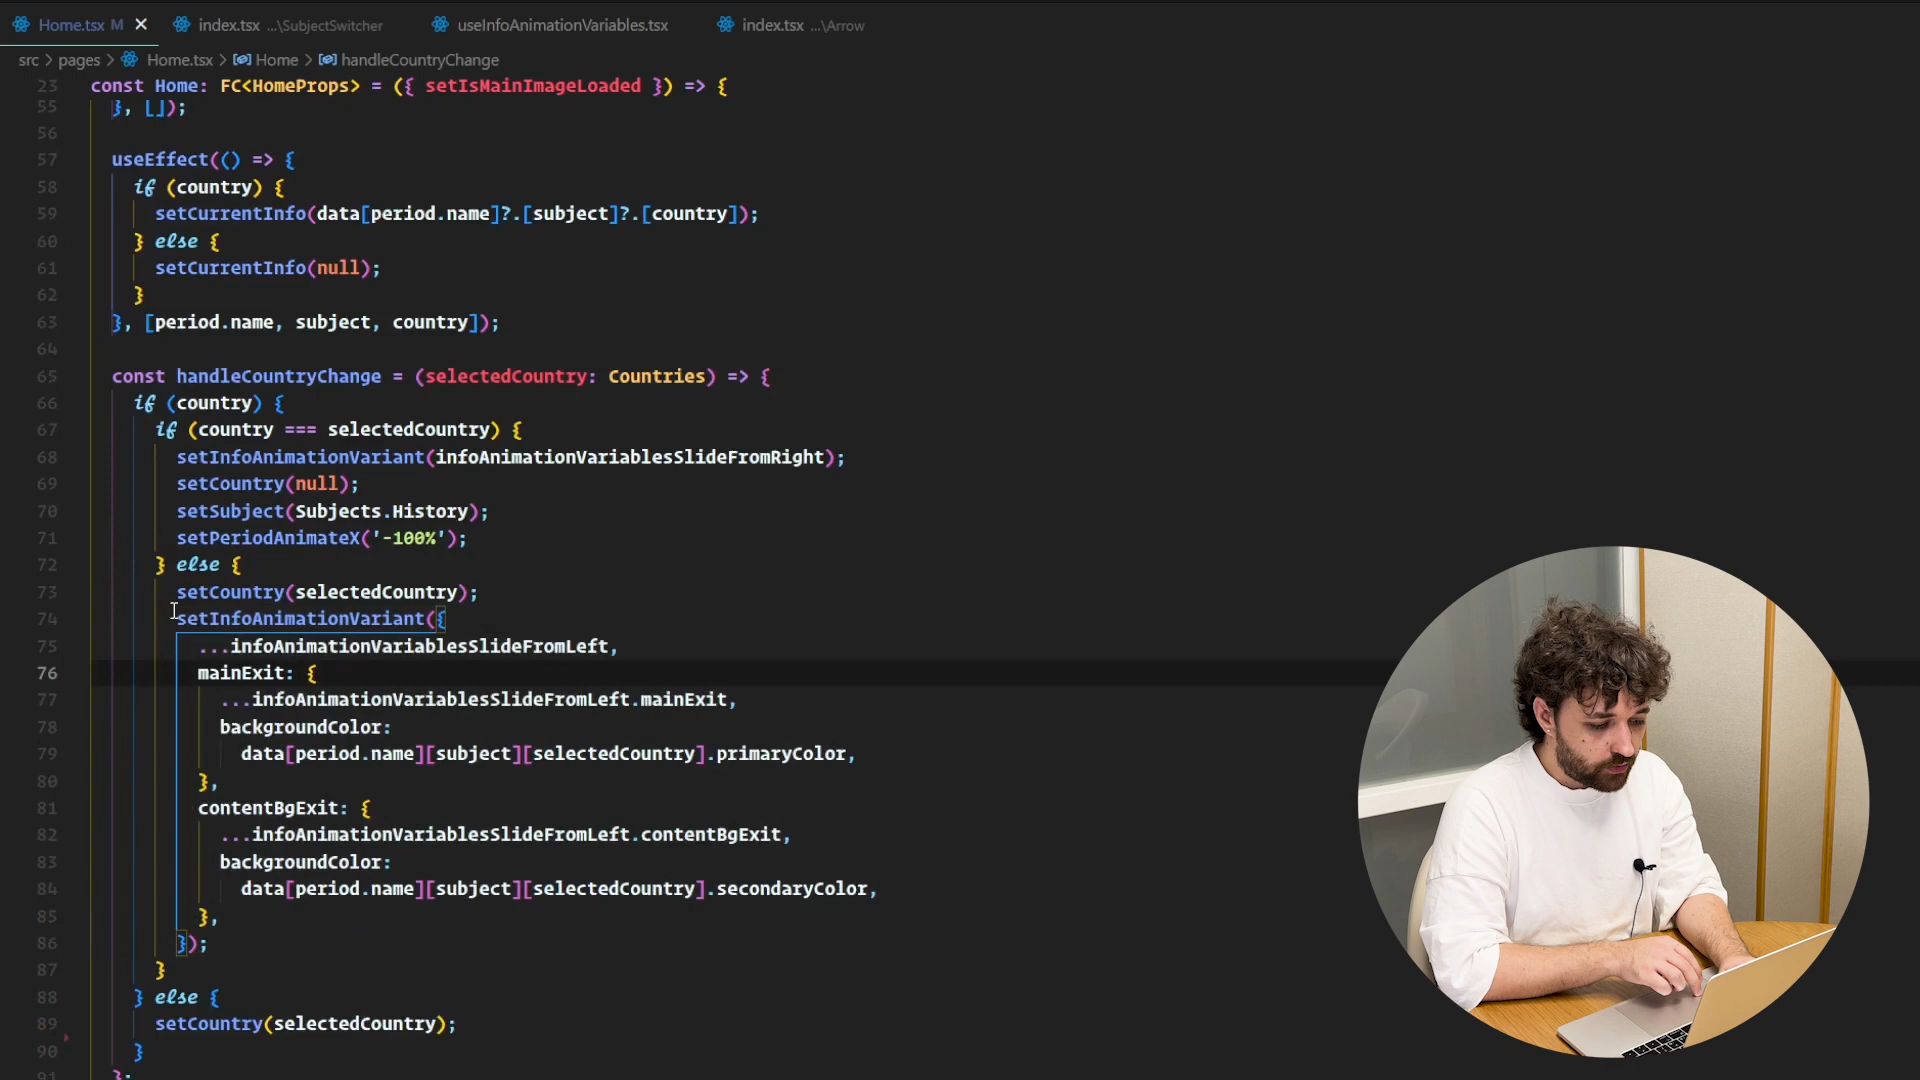 Home.tsx M
index.tsx ...\SubjectSwitcher
useInfoAnimationVariables.tsx
index.tsx ...\Arrow
src > pages > Home.tsx > Home > handleCountryChange
23 const Home: FC<HomeProps> = ({ setIsMainImageLoaded }) => {
55 }, []);
56
57 useEffect(() => {
58 if (country) {
59 setCurrentInfo(data[period.name]?.[subject]?.[country]);
60 } else {
61 setCurrentInfo(null);
62 }
63 }, [period.name, subject, country]);
64
65 const handleCountryChange = (selectedCountry: Countries) => {
66 if (country) {
67 if (country === selectedCountry) {
68 setInfoAnimationVariant(infoAnimationVariablesSlideFromRight);
69 setCountry(null);
70 setSubject(Subjects.History);
71 setPeriodAnimateX('-100%');
72 } else {
73 setCountry(selectedCountry);
74 setInfoAnimationVariant({
75 ...infoAnimationVariablesSlideFromLeft,
76 mainExit: {
77 ...infoAnimationVariablesSlideFromLeft.mainExit,
78 backgroundColor:
79 data[period.name][subject][selectedCountry].primaryColor,
80 },
81 contentBgExit: {
82 ...infoAnimationVariablesSlideFromLeft.contentBgExit,
83 backgroundColor:
84 data[period.name][subject][selectedCountry].secondaryColor,
85 },
86 });
87 }
88 } else {
89 setCountry(selectedCountry);
90 }
91 };